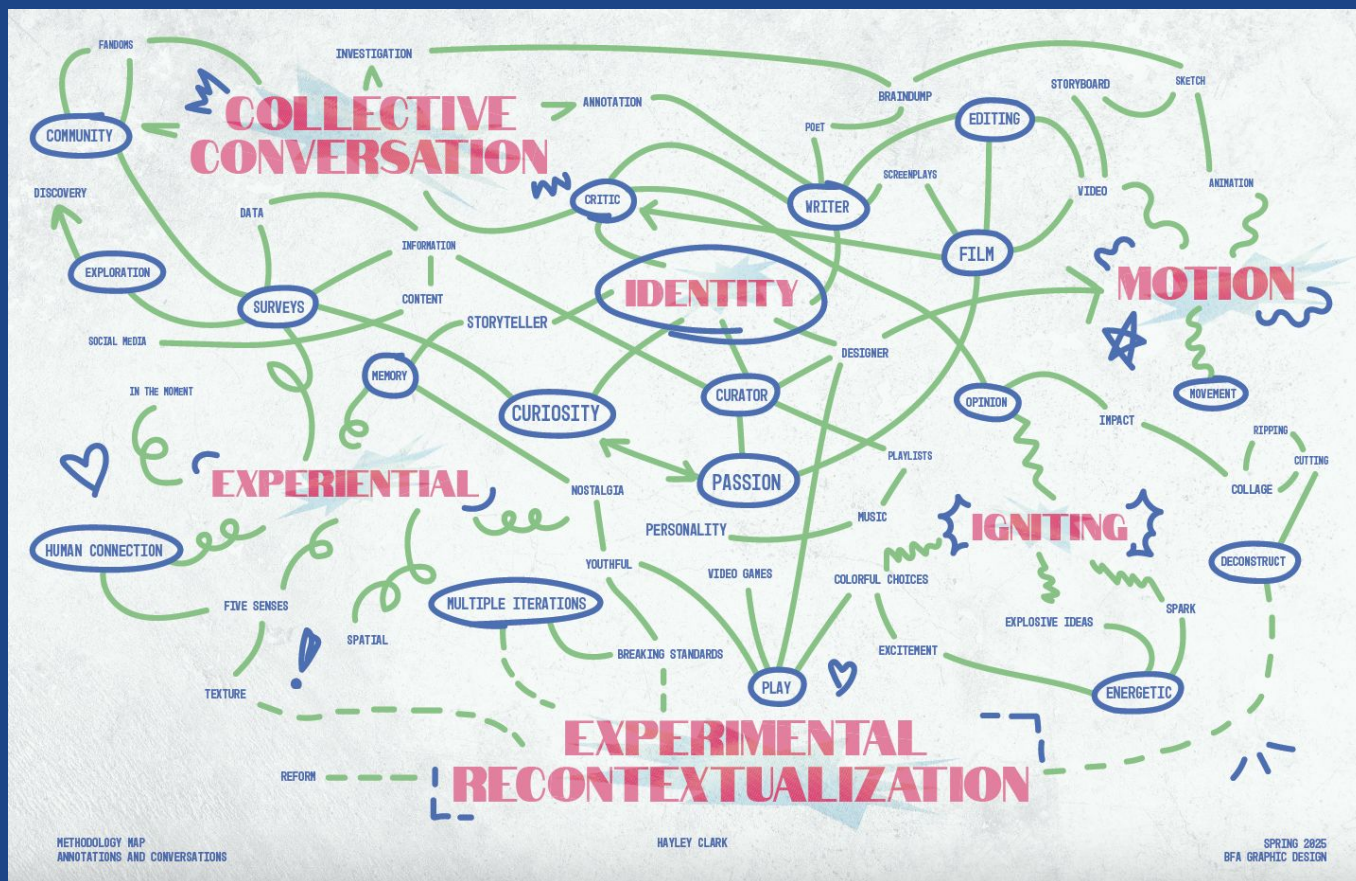 FANDOMS
INVESTIGATION
COLLECTIVE
CONVERSATION
COMMUNITY
ANNOTATION
BRAINDUMP
STORYBOARD
SKETCH
POET
EDITING
SCREENPLAYS
VIDEO
ANIMATION
DISCOVERY
DATA
CRITIC
WRITER
INFORMATION
FILM
EXPLORATION
SURVEYS
CONTENT
IDENTITY
MOTION
SOCIAL MEDIA
STORYTELLER
DESIGNER
MEMORY
IN THE MOMENT
CURIOSITY
CURATOR
OPINION
MOVEMENT
IMPACT
RIPPING
CUTTING
PLAYLISTS
COLLAGE
EXPERIENTIAL
NOSTALGIA
PASSION
MUSIC
PERSONALITY
IGNITING
HUMAN CONNECTION
YOUTHFUL
VIDEO GAMES
COLORFUL CHOICES
DECONSTRUCT
FIVE SENSES
MULTIPLE ITERATIONS
SPARK
EXPLOSIVE IDEAS
SPATIAL
BREAKING STANDARDS
EXCITEMENT
TEXTURE
PLAY
ENERGETIC
EXPERIMENTAL
RECONTEXTUALIZATION
REFORM
METHODOLOGY MAP
ANNOTATIONS AND CONVERSATIONS
HAYLEY CLARK
SPRING 2025
BFA GRAPHIC DESIGN